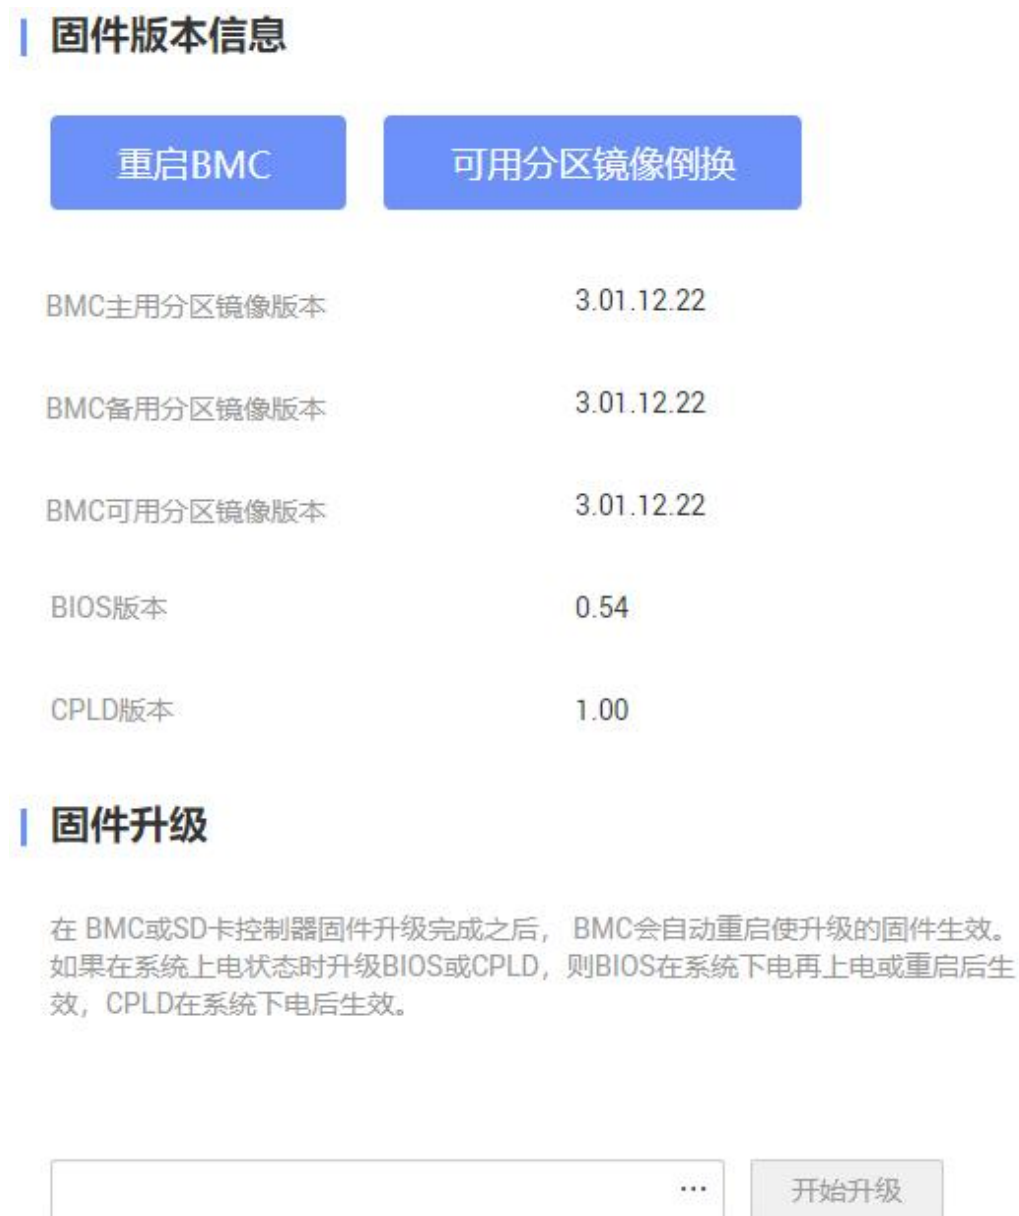 固件版本信息
重启BMC 可用分区镜像倒换
BMC主用分区镜像版本 3.01.12.22
BMC备用分区镜像版本 3.01.12.22
BMC可用分区镜像版本 3.01.12.22
BIOS版本 0.54
CPLD版本 1.00
固件升级
在 BMC或SD卡控制器固件升级完成之后， BMC会自动重启使升级的固件生效。
如果在系统上电状态时升级BIOS或CPLD，则BIOS在系统下电再上电或重启后生
效，CPLD在系统下电后生效。
... 开始升级